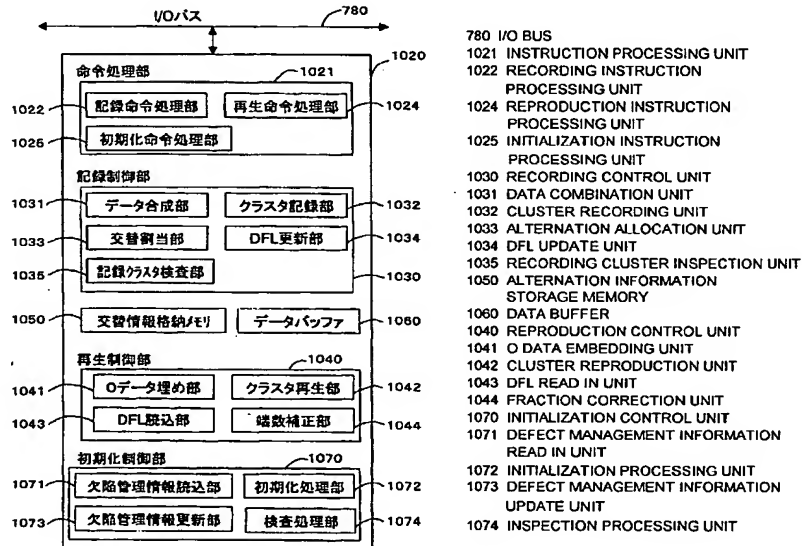 I/Oバス
780
1020
命令処理部
1021
1022
記録命令処理部
再生命令処理部
1024
1025
初期化命令処理部
記録制御部
1031
データ合成部
クラスタ記録部
1032
1033
交替割当部
DFL更新部
1034
1035
記録クラスタ検査部
1030
1050
交替情報格納メモリ
データバッファ
1060
再生制御部
1040
1041
0データ埋め部
クラスタ再生部
1042
1043
DFL読込部
端数補正部
1044
初期化制御部
1070
1071
欠陥管理情報読込部
初期化処理部
1072
1073
欠陥管理情報更新部
検査処理部
1074
780 I/O BUS
1021 INSTRUCTION PROCESSING UNIT
1022 RECORDING INSTRUCTION
PROCESSING UNIT
1024 REPRODUCTION INSTRUCTION
PROCESSING UNIT
1025 INITIALIZATION INSTRUCTION
PROCESSING UNIT
1030 RECORDING CONTROL UNIT
1031 DATA COMBINATION UNIT
1032 CLUSTER RECORDING UNIT
1033 ALTERNATION ALLOCATION UNIT
1034 DFL UPDATE UNIT
1035 RECORDING CLUSTER INSPECTION UNIT
1050 ALTERNATION INFORMATION
STORAGE MEMORY
1060 DATA BUFFER
1040 REPRODUCTION CONTROL UNIT
1041 O DATA EMBEDDING UNIT
1042 CLUSTER REPRODUCTION UNIT
1043 DFL READ IN UNIT
1044 FRACTION CORRECTION UNIT
1070 INITIALIZATION CONTROL UNIT
1071 DEFECT MANAGEMENT INFORMATION
READ IN UNIT
1072 INITIALIZATION PROCESSING UNIT
1073 DEFECT MANAGEMENT INFORMATION
UPDATE UNIT
1074 INSPECTION PROCESSING UNIT